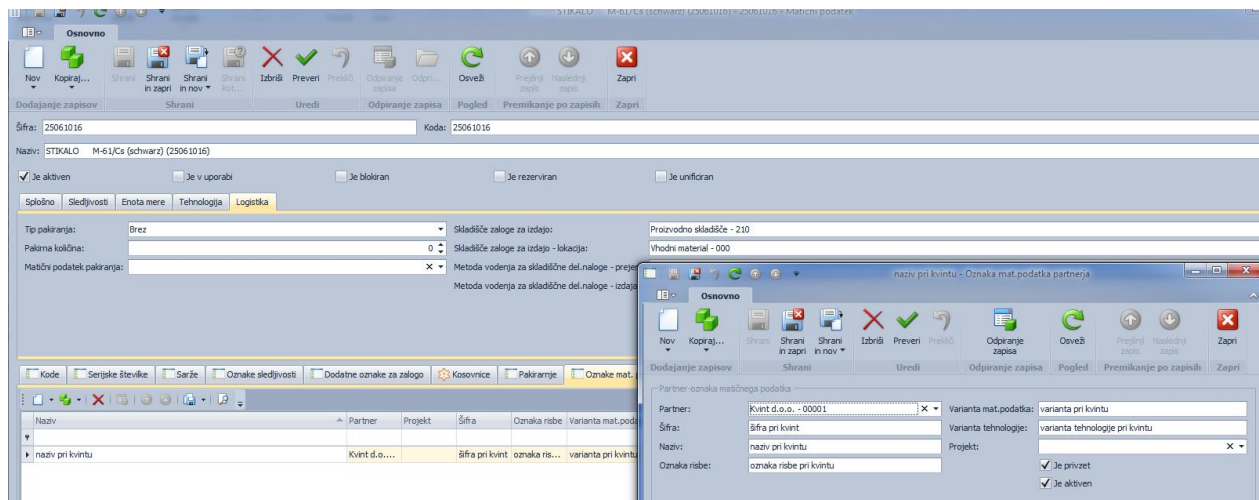 STIKALO M-61/Cs (schwarz) (25061016) - 25061016 - Matični podatek
Osnovno
Nov Kopiraj... Shrani Shrani in zapri Shrani in nov Shrani kot... Izbriši Preveri Prekliči Odpiranje zapisa Odpri... Osveži Prejšnji zapis Naslednji zapis Zapri
Dodajanje zapisov Shrani Uredi Odpiranje zapisa Pogled Premikanje po zapisih Zapri
Šifra: 25061016 Koda: 25061016
Naziv: STIKALO M-61/Cs (schwarz) (25061016)
Je aktiven Je v uporabi Je blokiran Je rezerviran Je unificiran
Splošno Sledljivosti Enota mere Tehnologija Logistika
Tip pakiranja: Brez Skladišče zaloge za izdajo: Proizvodno skladišče - 210
Pakirna količina: 0 Skladišče zaloge za izdajo - lokacija: Vhodni material - 000
Matični podatek pakiranja: Metoda vodenja za skladiščne del.naloge - preje
Metoda vodenja za skladiščne del.naloge - izdaja
Kode Serijske številke Sarže Oznake sledljivosti Dodatne oznake za zalogo Kosovnice Pakiranje Oznake mat.
Naziv Partner Projekt Šifra Oznaka risbe Varianta mat.poda
naziv pri kvintu Kvint d.o.... šifra pri kvint oznaka ris... varianta pri kvintu
naziv pri kvintu - Oznaka mat.podatka partnerja
Osnovno
Nov Kopiraj... Shrani Shrani in zapri Shrani in nov Izbriši Preveri Prekliči Odpiranje zapisa Osveži Prejšnji zapis Naslednji zapis Zapri
Dodajanje zapisov Shrani Uredi Odpiranje zapisa Pogled Premikanje po zapisih Zapri
Partner-oznaka matičnega podatka
Partner: Kvint d.o.o. - 00001 Varianta mat.podatka: varianta pri kvintu
Šifra: šifra pri kvint Varianta tehnologije: varianta tehnologije pri kvintu
Naziv: naziv pri kvintu Projekt:
Oznaka risbe: oznaka risbe pri kvintu Je privzet
Je aktiven